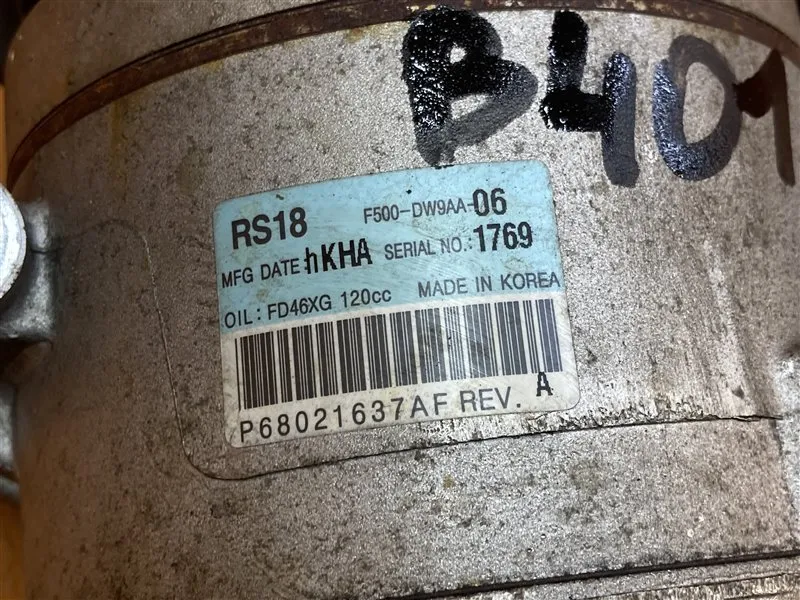 B401
RS18 F500-DW9AA-06
MFG DATE hKHA SERIAL NO.: 1769
OIL: FD46XG 120cc MADE IN KOREA
P68021637AF REV. A